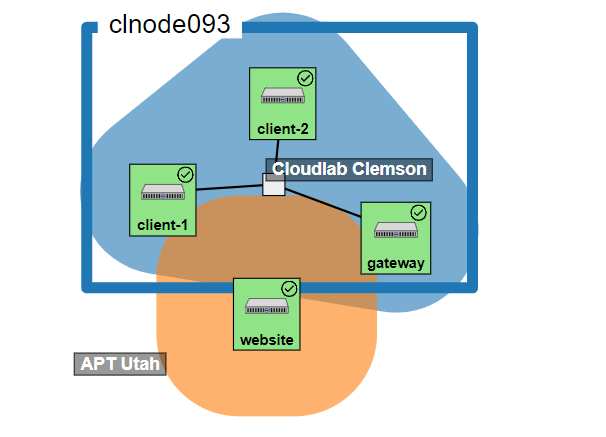 clnode093
client-2
Cloudlab Clemson
client-1
gateway
website
APT Utah